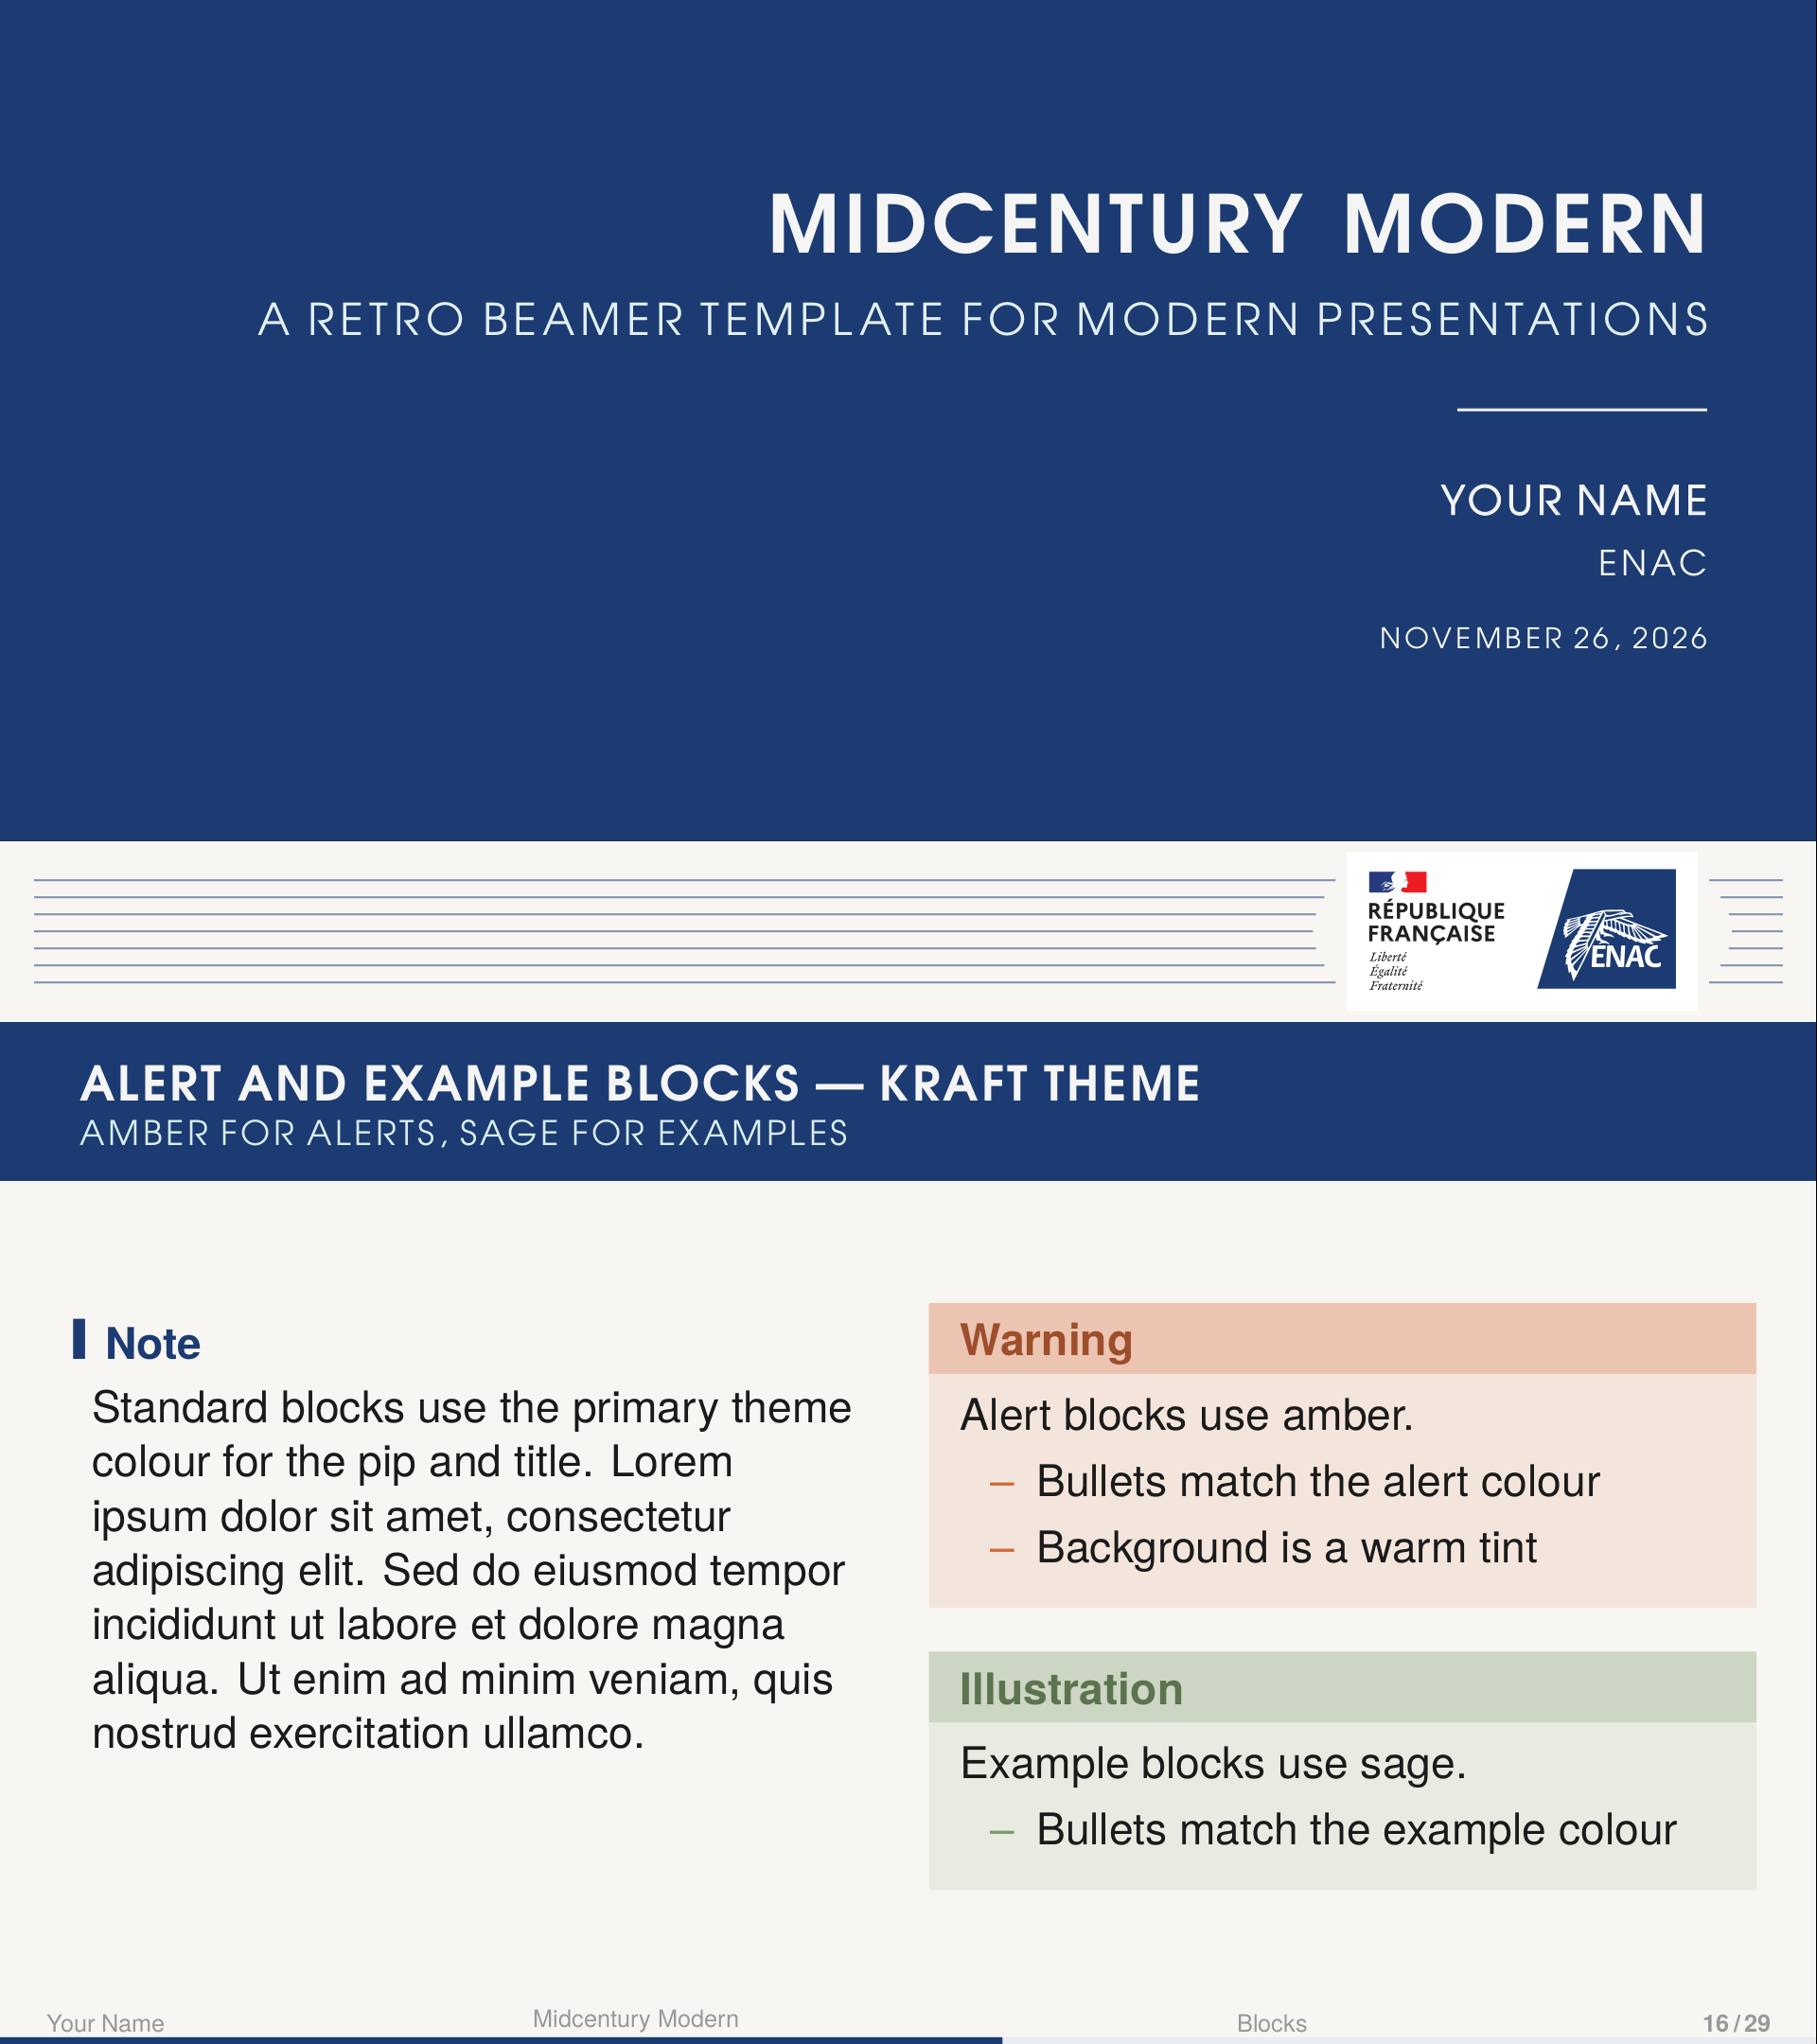 MIDCENTURY MODERN
A RETRO BEAMER TEMPLATE FOR MODERN PRESENTATIONS
YOUR NAME
ENAC
NOVEMBER 26, 2026
RÉPUBLIQUE
FRANÇAISE
Liberté
Égalité
Fraternité
ENAC
ALERT AND EXAMPLE BLOCKS — KRAFT THEME
AMBER FOR ALERTS, SAGE FOR EXAMPLES
Note
Standard blocks use the primary theme
colour for the pip and title. Lorem
ipsum dolor sit amet, consectetur
adipiscing elit. Sed do eiusmod tempor
incididunt ut labore et dolore magna
aliqua. Ut enim ad minim veniam, quis
nostrud exercitation ullamco.
Warning
Alert blocks use amber.
– Bullets match the alert colour
– Background is a warm tint
Illustration
Example blocks use sage.
– Bullets match the example colour
Your Name
Midcentury Modern
Blocks
16/29